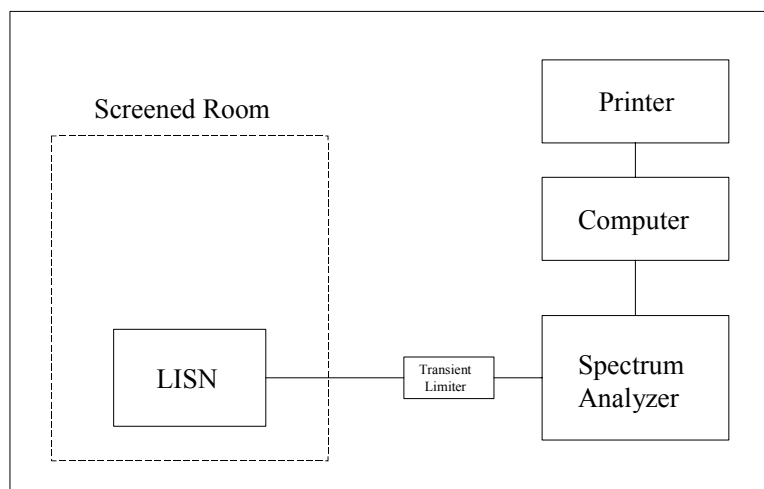 Screened Room
Printer
Computer
LISN
Transient
Limiter
Spectrum
Analyzer